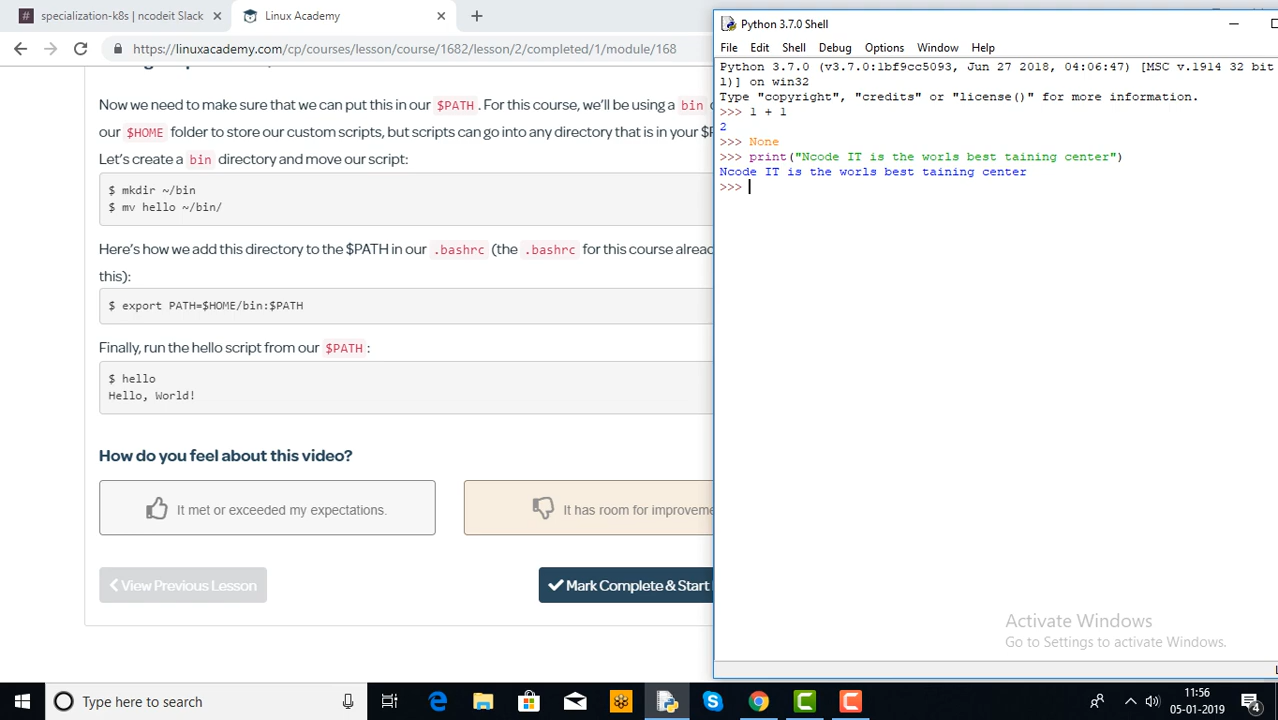 specialization-k8s | ncodeit Slack
Linux Academy
https://linuxacademy.com/cp/courses/lesson/course/1682/lesson/2/completed/1/module/168
Now we need to make sure that we can put this in our $PATH. For this course, we'll be using a bin
our $HOME folder to store our custom scripts, but scripts can go into any directory that is in your
Let's create a bin directory and move our script:
$ mkdir ~/bin
$ mv hello ~/bin/
Here's how we add this directory to the $PATH in our .bashrc (the .bashrc for this course
this):
$ export PATH=$HOME/bin:$PATH
Finally, run the hello script from our $PATH:
$ hello
Hello, World!
How do you feel about this video?
It met or exceeded my expectations.
It has room for
View Previous Lesson
Mark Complete & Start
Python 3.7.0 Shell
File Edit Shell Debug Options Window Help
Python 3.7.0 (v3.7.0:1bf9cc5093, Jun 27 2018, 04:06:47) [MSC v.1914 32 bit
l)] on win32
Type "copyright", "credits" or "license()" for more information.
>>> 1 + 1
2
>>> None
>>> print("Ncode IT is the worls best taining center")
Ncode IT is the worls best taining center
>>>
Activate Windows
Go to Settings to activate Windows.
Type here to search
11:56
05-01-2019
4